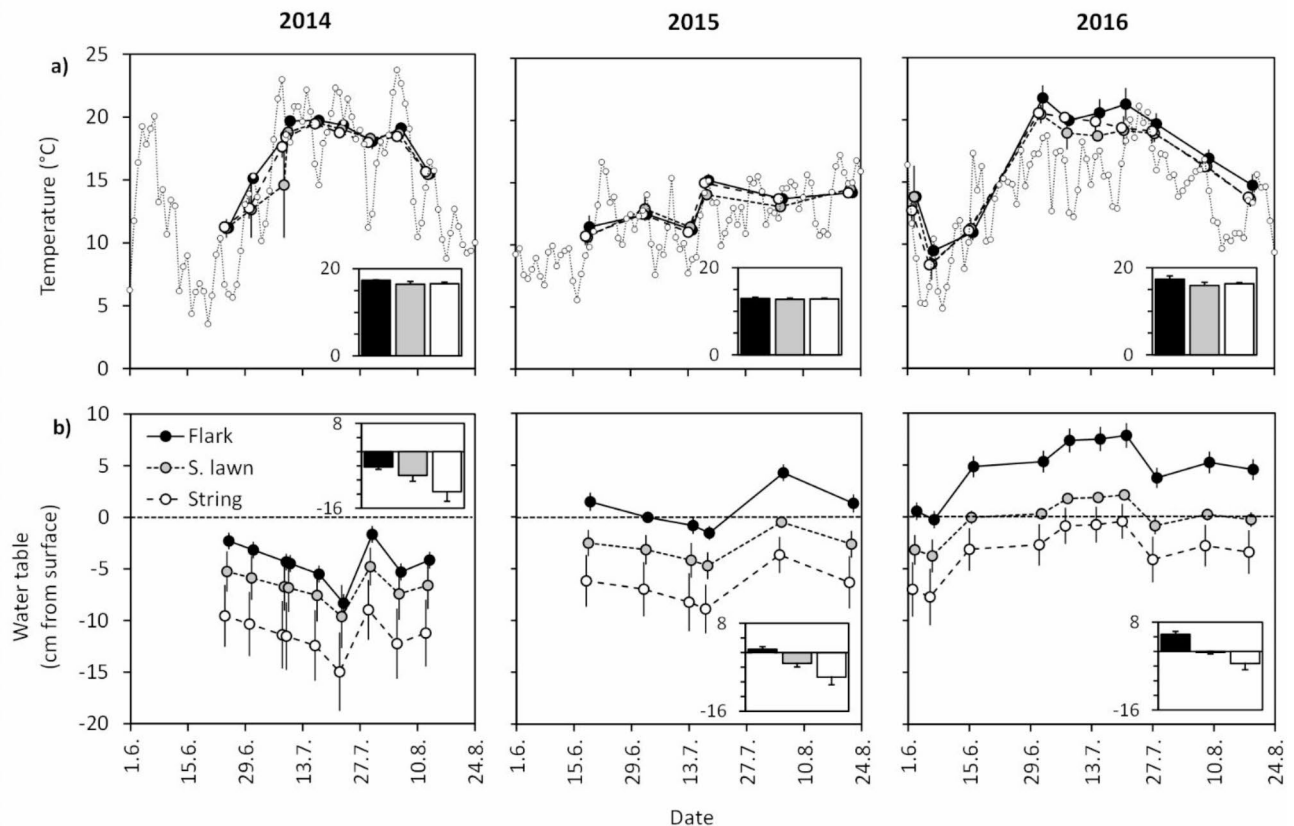 2014 2015 2016
a)
Temperature (°C)
25
20
15
10
5
0
20
0
20
0
20
0
b)
Water table
(cm from surface)
10
5
0
-5
-10
-15
-20
Flark
S. lawn
String
8
-16
8
-16
8
-16
1.6. 15.6. 29.6. 13.7. 27.7. 10.8. 24.8.
1.6. 15.6. 29.6. 13.7. 27.7. 10.8. 24.8.
1.6. 15.6. 29.6. 13.7. 27.7. 10.8. 24.8.
Date